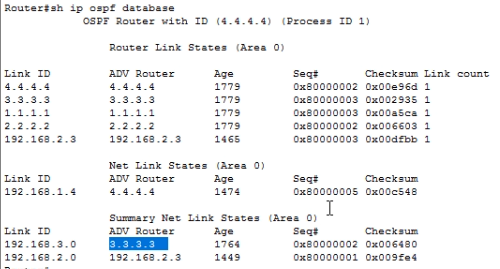 Router#sh ip ospf database
OSPF Router with ID (4.4.4.4) (Process ID 1)
Router Link States (Area 0)
Link ID ADV Router Age Seq# Checksum Link count
4.4.4.4 4.4.4.4 1779 0x80000002 0x00e96d 1
3.3.3.3 3.3.3.3 1779 0x80000003 0x002935 1
1.1.1.1 1.1.1.1 1779 0x80000003 0x00a5ca 1
2.2.2.2 2.2.2.2 1779 0x80000002 0x006603 1
192.168.2.3 192.168.2.3 1465 0x80000003 0x00dfbb 1
Net Link States (Area 0)
Link ID ADV Router Age Seq# Checksum
192.168.1.4 4.4.4.4 1474 0x80000005 0x00c548
Summary Net Link States (Area 0)
Link ID ADV Router Age Seq# Checksum
192.168.3.0 3.3.3.3 1764 0x80000002 0x006480
192.168.2.0 192.168.2.3 1449 0x80000001 0x009fe4